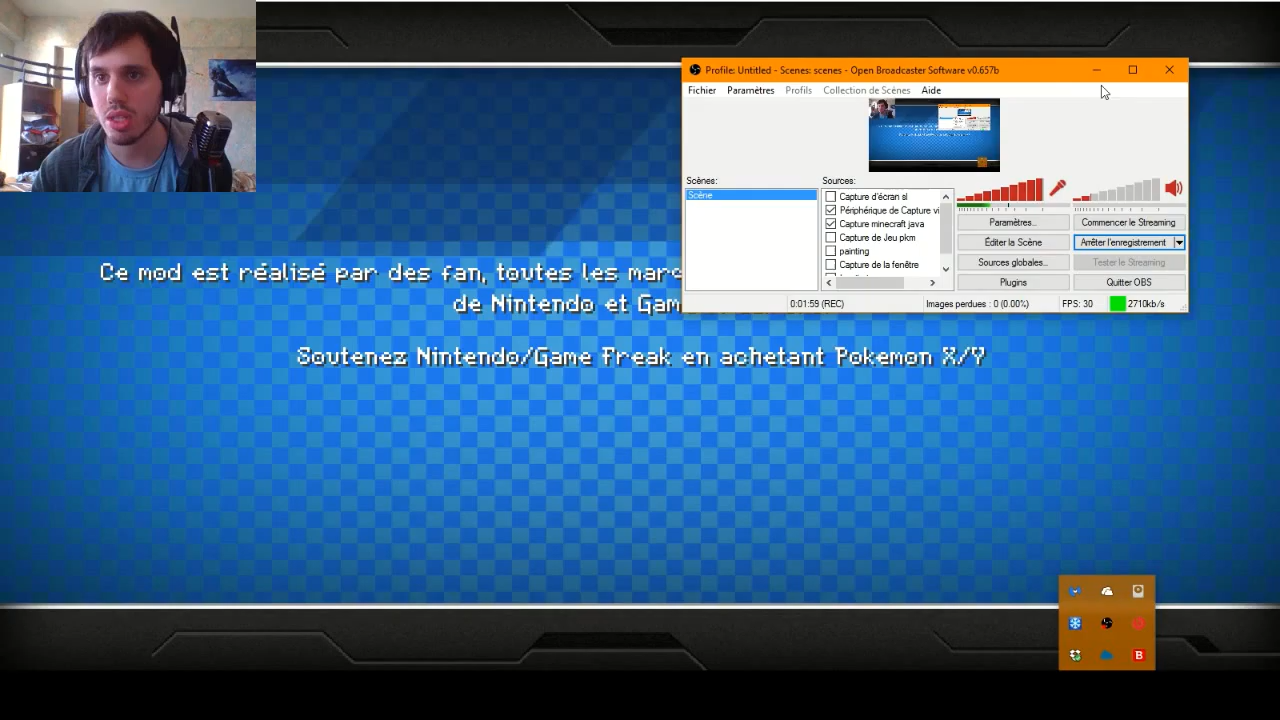 Profile: Untitled - Scenes: scenes - Open Broadcaster Software v0.657b
Fichier Paramètres Profils Collection de Scènes Aide
Scènes:
Scène
Sources:
Capture d'écran sl
Périphérique de Capture vi
Capture minecraft java
Capture de Jeu pkm
painting
Capture de la fenêtre
Paramètres...
Commencer le Streaming
Éditer la Scène
Arrêter l'enregistrement
Sources globales...
Tester le Streaming
Plugins
Quitter OBS
0:01:59 (REC)
Images perdues : 0 (0.00%)
FPS: 30
2710kb/s
Ce mod est réalisé par des fan, toutes les mar
de Nintendo et Gam
Soutenez Nintendo/Game Freak en achetant Pokemon X/Y
B